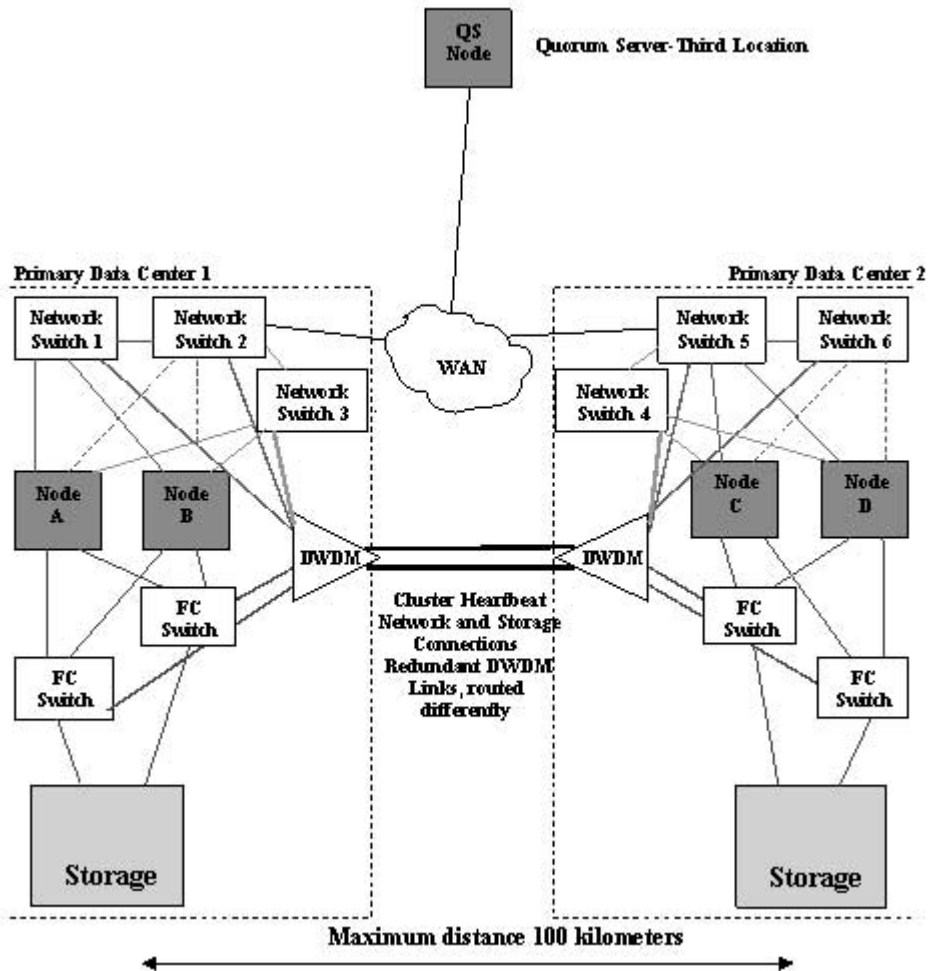 QS
Node
Quorum Server-Third Location
Primary Data Center 1
Primary Data Center 2
Network
Switch 1
Network
Switch 2
Network
Switch 3
WAN
Network
Switch 5
Network
Switch 6
Network
Switch 4
Node
A
Node
B
Node
C
Node
D
DWDM
DWDM
Cluster Heartbeat
Network and Storage
Connections
Redundant DWDM
Links, routed
differently
FC
Switch
FC
Switch
FC
Switch
FC
Switch
Storage
Storage
Maximum distance 100 kilometers